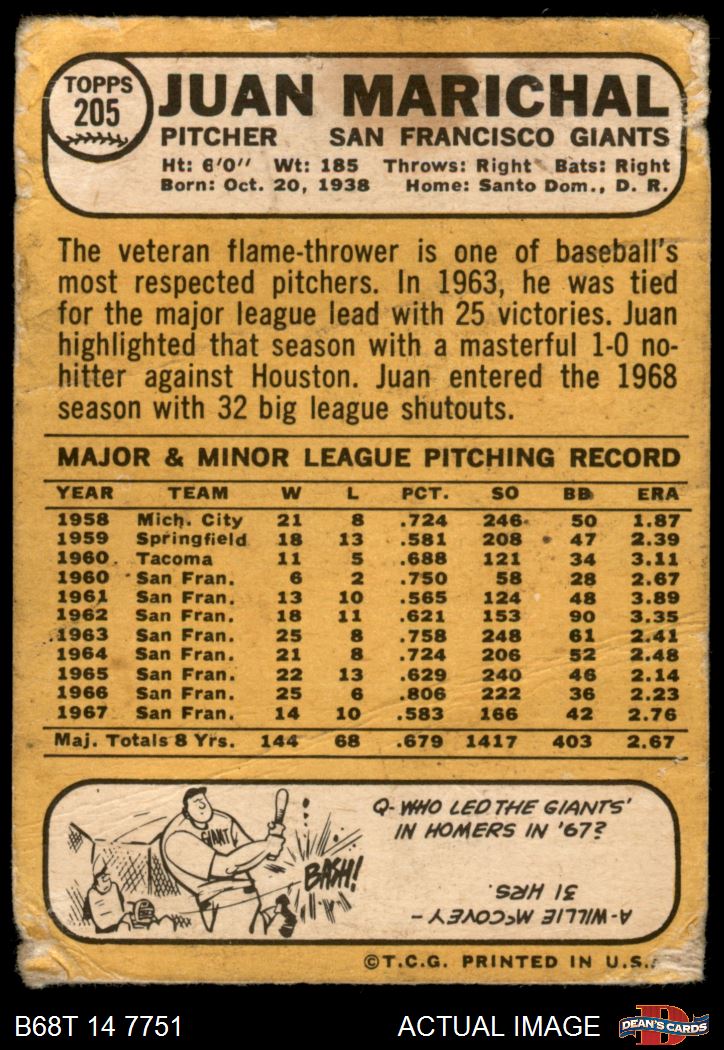 TOPPS
205
JUAN MARICHAL
PITCHER SAN FRANCISCO GIANTS
Ht: 6'0'' Wt: 185 Throws: Right Bats: Right
Born: Oct. 20, 1938 Home: Santo Dom., D. R.
The veteran flame-thrower is one of baseball's
most respected pitchers. In 1963, he was tied
for the major league lead with 25 victories. Juan
highlighted that season with a masterful 1-0 no-
hitter against Houston. Juan entered the 1968
season with 32 big league shutouts.
MAJOR & MINOR LEAGUE PITCHING RECORD
YEAR TEAM W L PCT. SO BB ERA
1958 Mich. City 21 8 .724 246 50 1.87
1959 Springfield 18 13 .581 208 47 2.39
1960 Tacoma 11 5 .688 121 34 3.11
1960 San Fran. 6 2 .750 58 28 2.67
1961 San Fran. 13 10 .565 124 48 3.89
1962 San Fran. 18 11 .621 153 90 3.35
1963 San Fran. 25 8 .758 248 61 2.41
1964 San Fran. 21 8 .724 206 52 2.48
1965 San Fran. 22 13 .629 240 46 2.14
1966 San Fran. 25 6 .806 222 36 2.23
1967 San Fran. 14 10 .583 166 42 2.76
Maj. Totals 8 Yrs. 144 68 .679 1417 403 2.67
GIANT
BASH!
Q- WHO LED THE GIANTS'
IN HOMERS IN '67?
A- WILLIE McCOVEY -
31 HRS.
©T.C.G. PRINTED IN U.S.
B68T 14 7751 ACTUAL IMAGE
D
DEAN'S CARDS